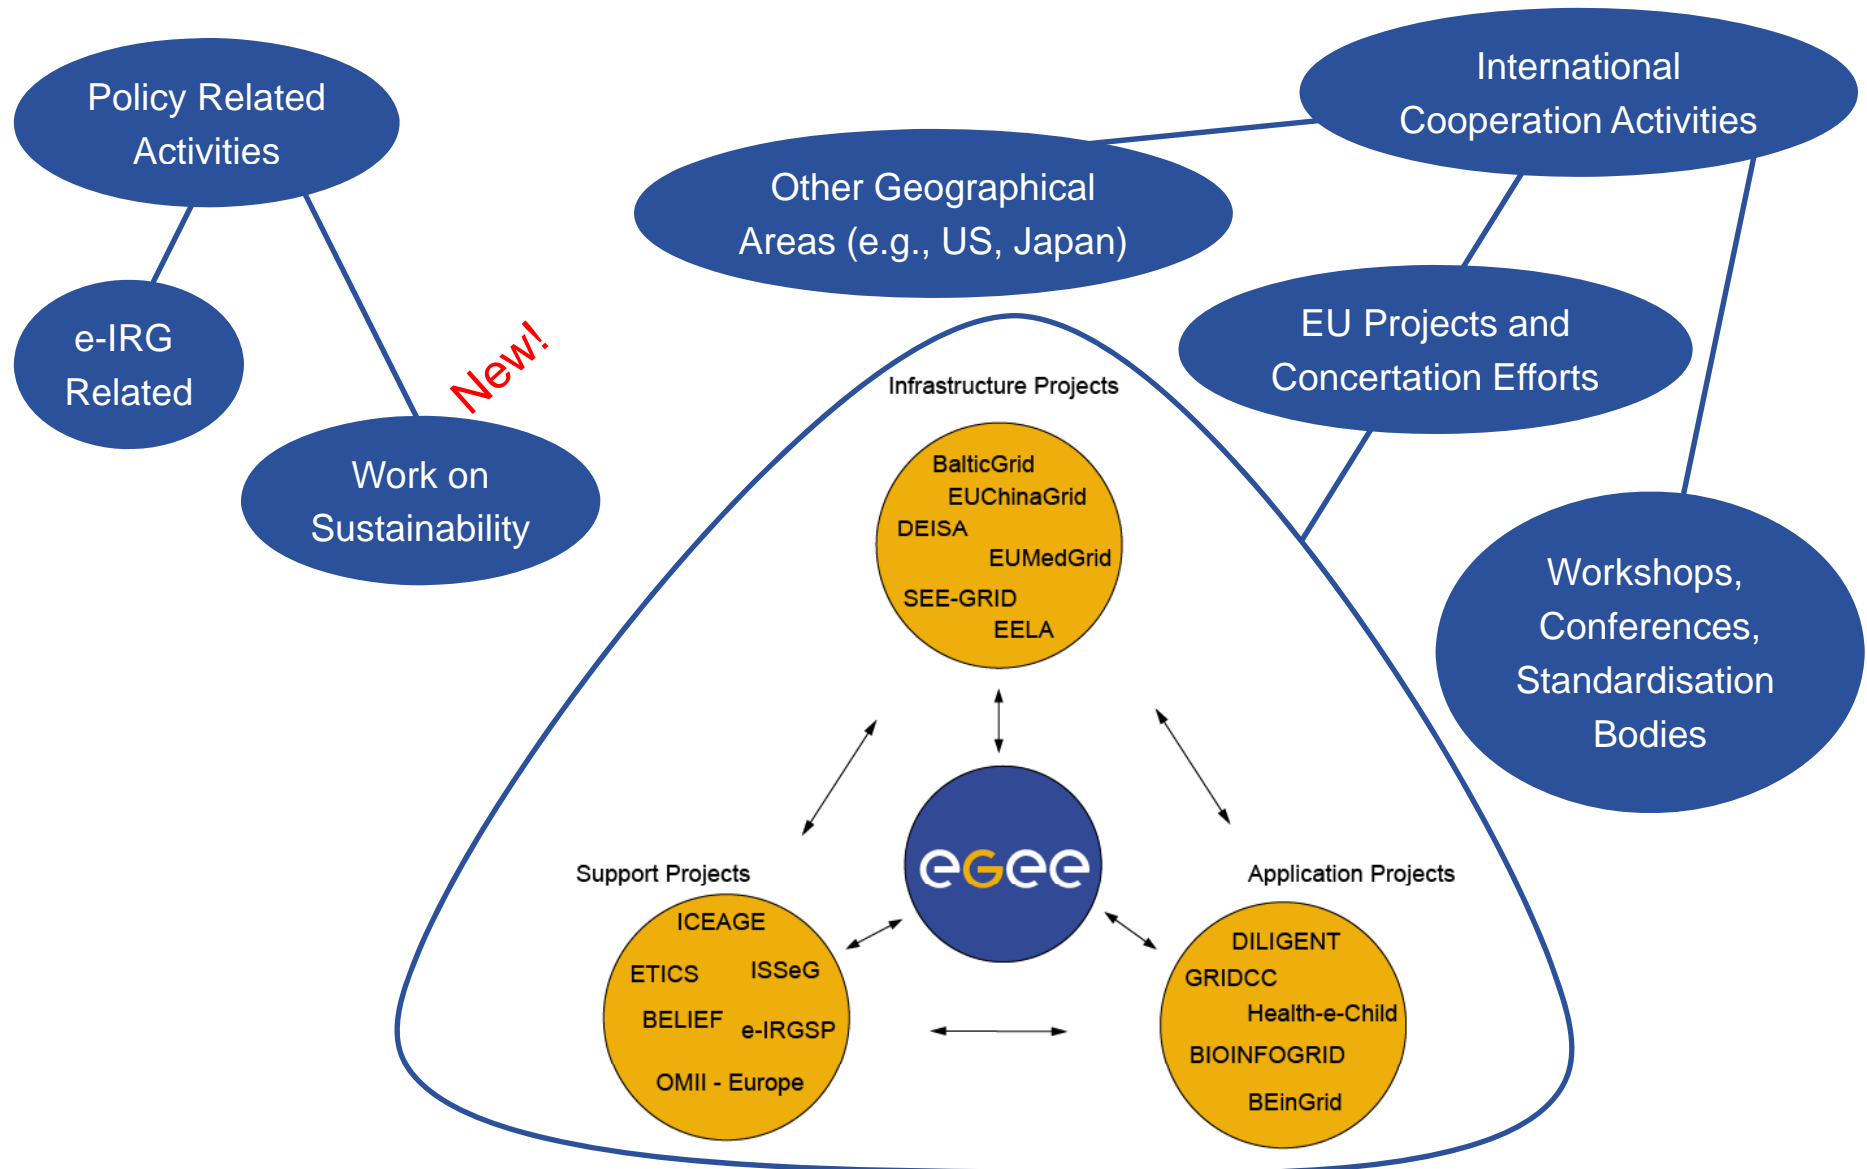 Policy Related
Activities
International
Cooperation Activities
Other Geographical
Areas (e.g., US, Japan)
e-IRG
Related
New!
EU Projects and
Concertation Efforts
Work on
Sustainability
Workshops,
Conferences,
Standardisation
Bodies
Infrastructure Projects
BalticGrid
EUChinaGrid
DEISA
EUMedGrid
SEE-GRID
EELA
egee
Support Projects
ICEAGE
ETICS
ISSeG
BELIEF
e-IRGSP
OMII - Europe
Application Projects
DILIGENT
GRIDCC
Health-e-Child
BIOINFOGRID
BEinGrid